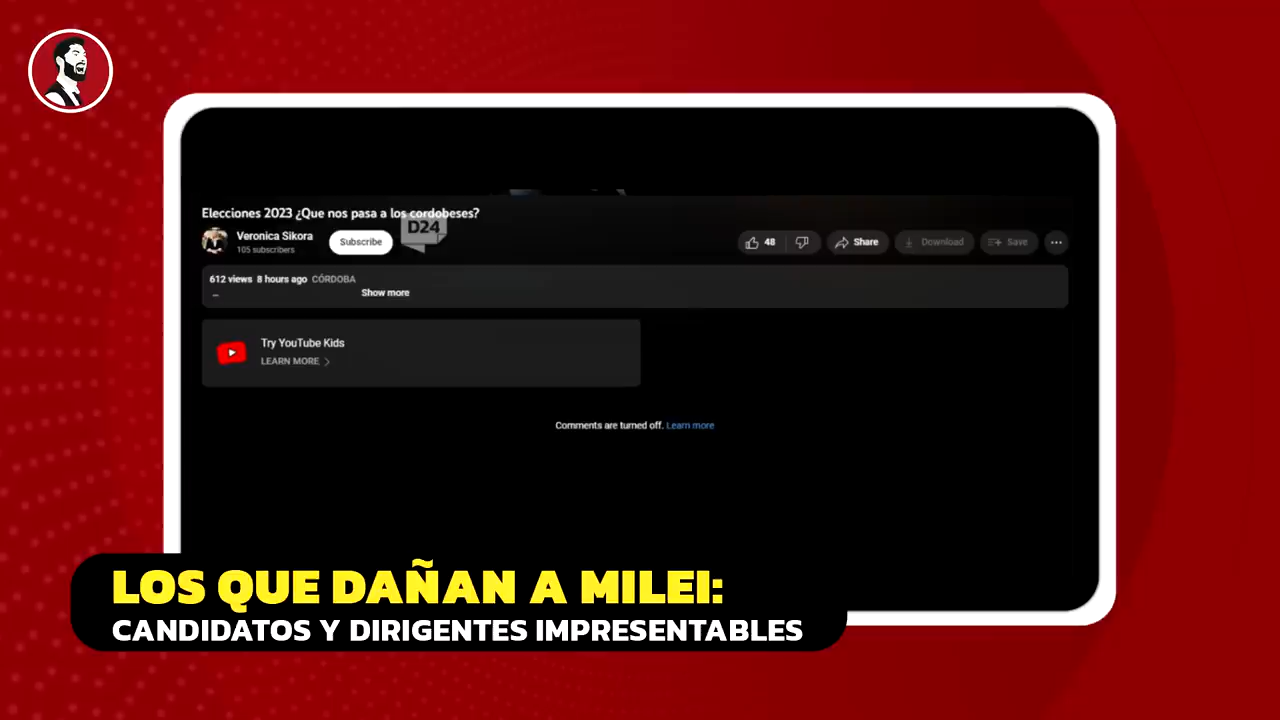 Elecciones 2023 ¿Que nos pasa a los cordobeses?
Veronica Sikora
105 subscribers
Subscribe
D24
48
Share
Download
Save
612 views 8 hours ago CÓRDOBA
Show more
Try YouTube Kids
LEARN MORE
Comments are turned off. Learn more
LOS QUE DAÑAN A MILEI:
CANDIDATOS Y DIRIGENTES IMPRESENTABLES